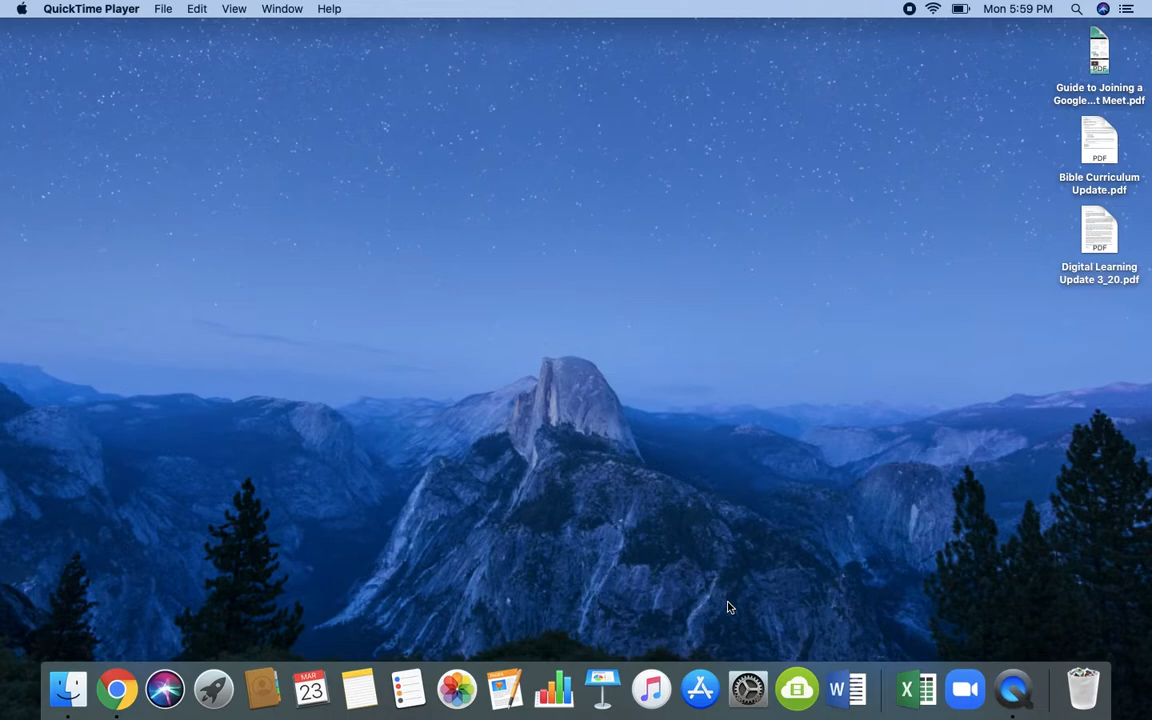 QuickTime Player File Edit View Window Help Mon 5:59 PM
PDF
Guide to Joining a
Google...t Meet.pdf
PDF
Bible Curriculum
Update.pdf
PDF
Digital Learning
Update 3_20.pdf
MAR
23
W
X